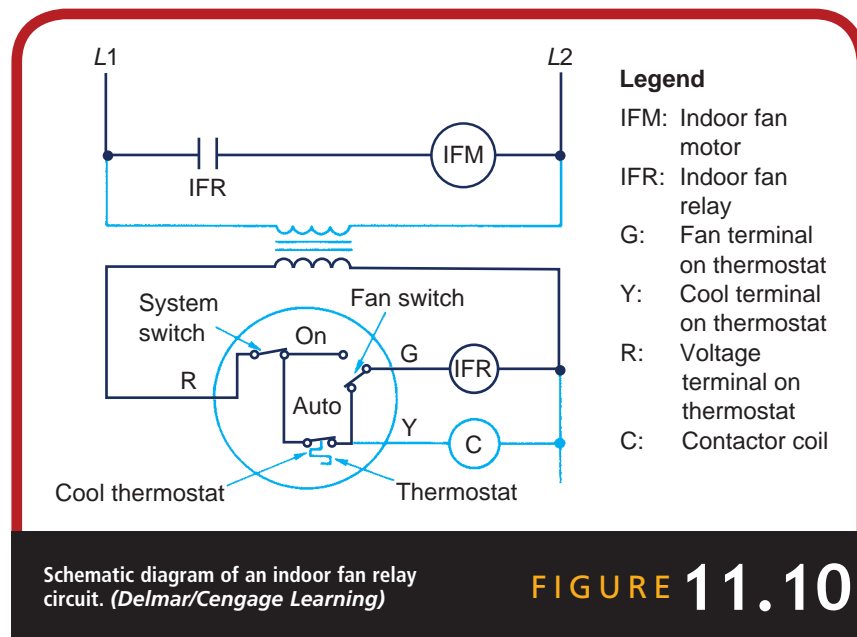 L1
L2
IFR
IFM
System
switch
Fan switch
On
G
IFR
R
Auto
Y
C
Cool thermostat
Thermostat
Legend
IFM: Indoor fan
motor
IFR: Indoor fan
relay
G: Fan terminal
on thermostat
Y: Cool terminal
on thermostat
R: Voltage
terminal on
thermostat
C: Contactor coil
Schematic diagram of an indoor fan relay
circuit. (Delmar/Cengage Learning)
FIGURE 11.10